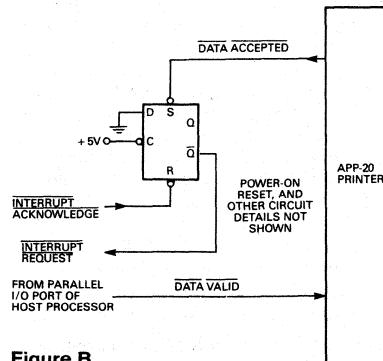 DATA ACCEPTED
D S
Q
+5V C
Q
R
INTERRUPT
ACKNOWLEDGE
INTERRUPT
REQUEST
POWER-ON
RESET, AND
OTHER CIRCUIT
DETAILS NOT
SHOWN
APP-20
PRINTER
FROM PARALLEL
I/O PORT OF
HOST PROCESSOR
DATA VALID
Figure B